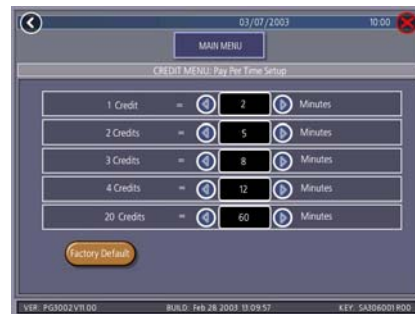 03/07/2003 10:00
MAIN MENU
CREDIT MENU: Pay Per Time Setup
1 Credit = 2 Minutes
2 Credits = 5 Minutes
3 Credits = 8 Minutes
4 Credits = 12 Minutes
20 Credits = 60 Minutes
Factory Default
VER: PG3002V11.00 BUILD: Feb 28 2003 13:09:57 KEY: SA306001R00